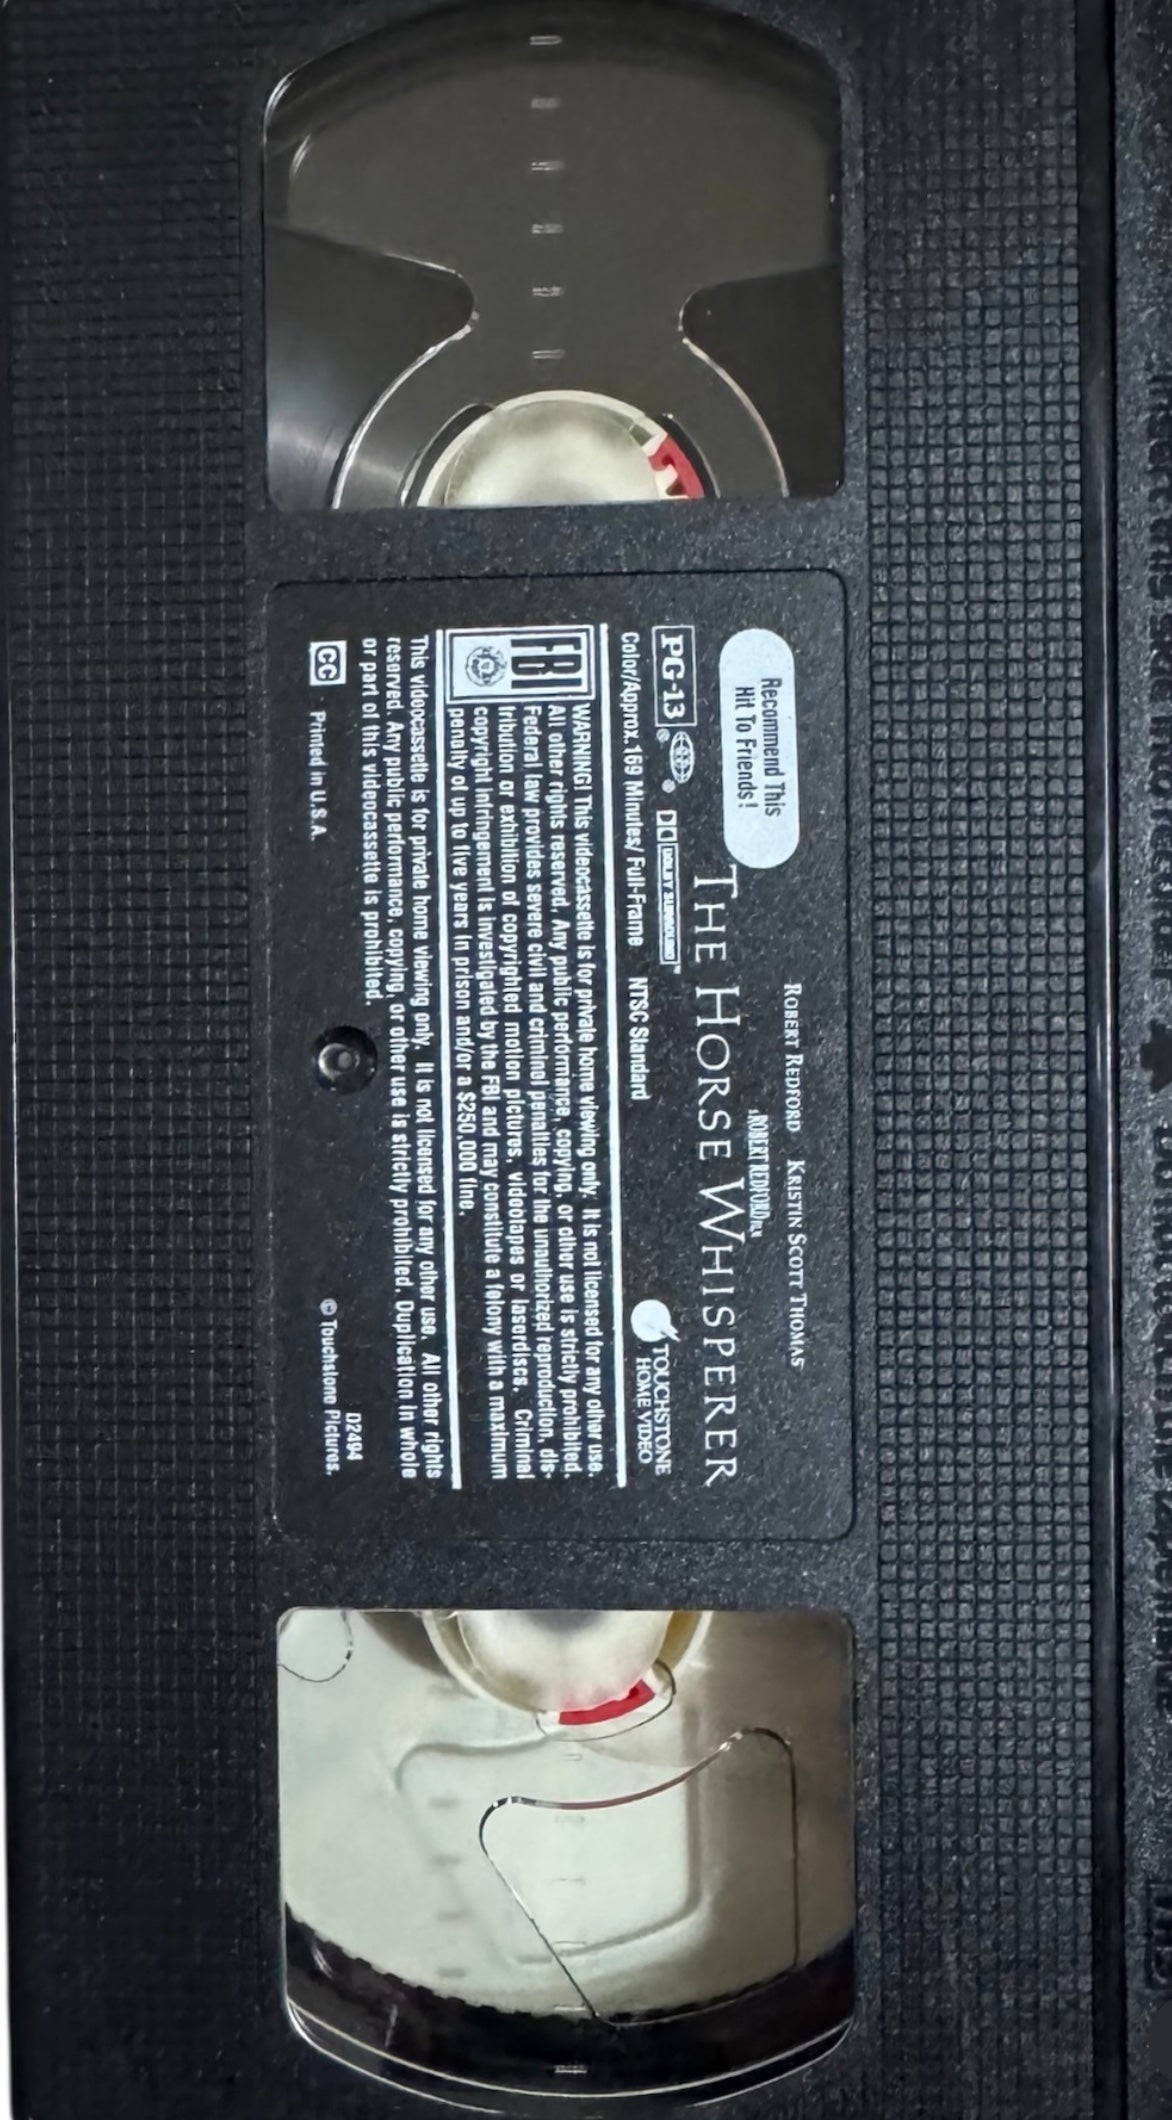 Recommend This
Hit To Friends!
ROBERT REDFORD KRISTIN SCOTT THOMAS
A ROBERT REDFORD FILM
THE HORSE WHISPERER
PG-13 ® ® DOLBY SURROUND ™
Color/Approx. 169 Minutes/ Full-Frame NTSC Standard
TOUCHSTONE
HOME VIDEO
FBI
WARNING! This videocassette is for private home viewing only. It is not licensed for any other use.
All other rights reserved. Any public performance, copying, or other use is strictly prohibited.
Federal law provides severe civil and criminal penalties for the unauthorized reproduction, dis-
tribution or exhibition of copyrighted motion pictures, videotapes or laserdiscs. Criminal
copyright infringement is investigated by the FBI and may constitute a felony with a maximum
penalty of up to five years in prison and/or a $250,000 fine.
This videocassette is for private home viewing only. It is not licensed for any other use. All other rights
reserved. Any public performance, copying, or other use is strictly prohibited. Duplication in whole
or part of this videocassette is prohibited.
D2494
CC Printed in U.S.A. © Touchstone Pictures.